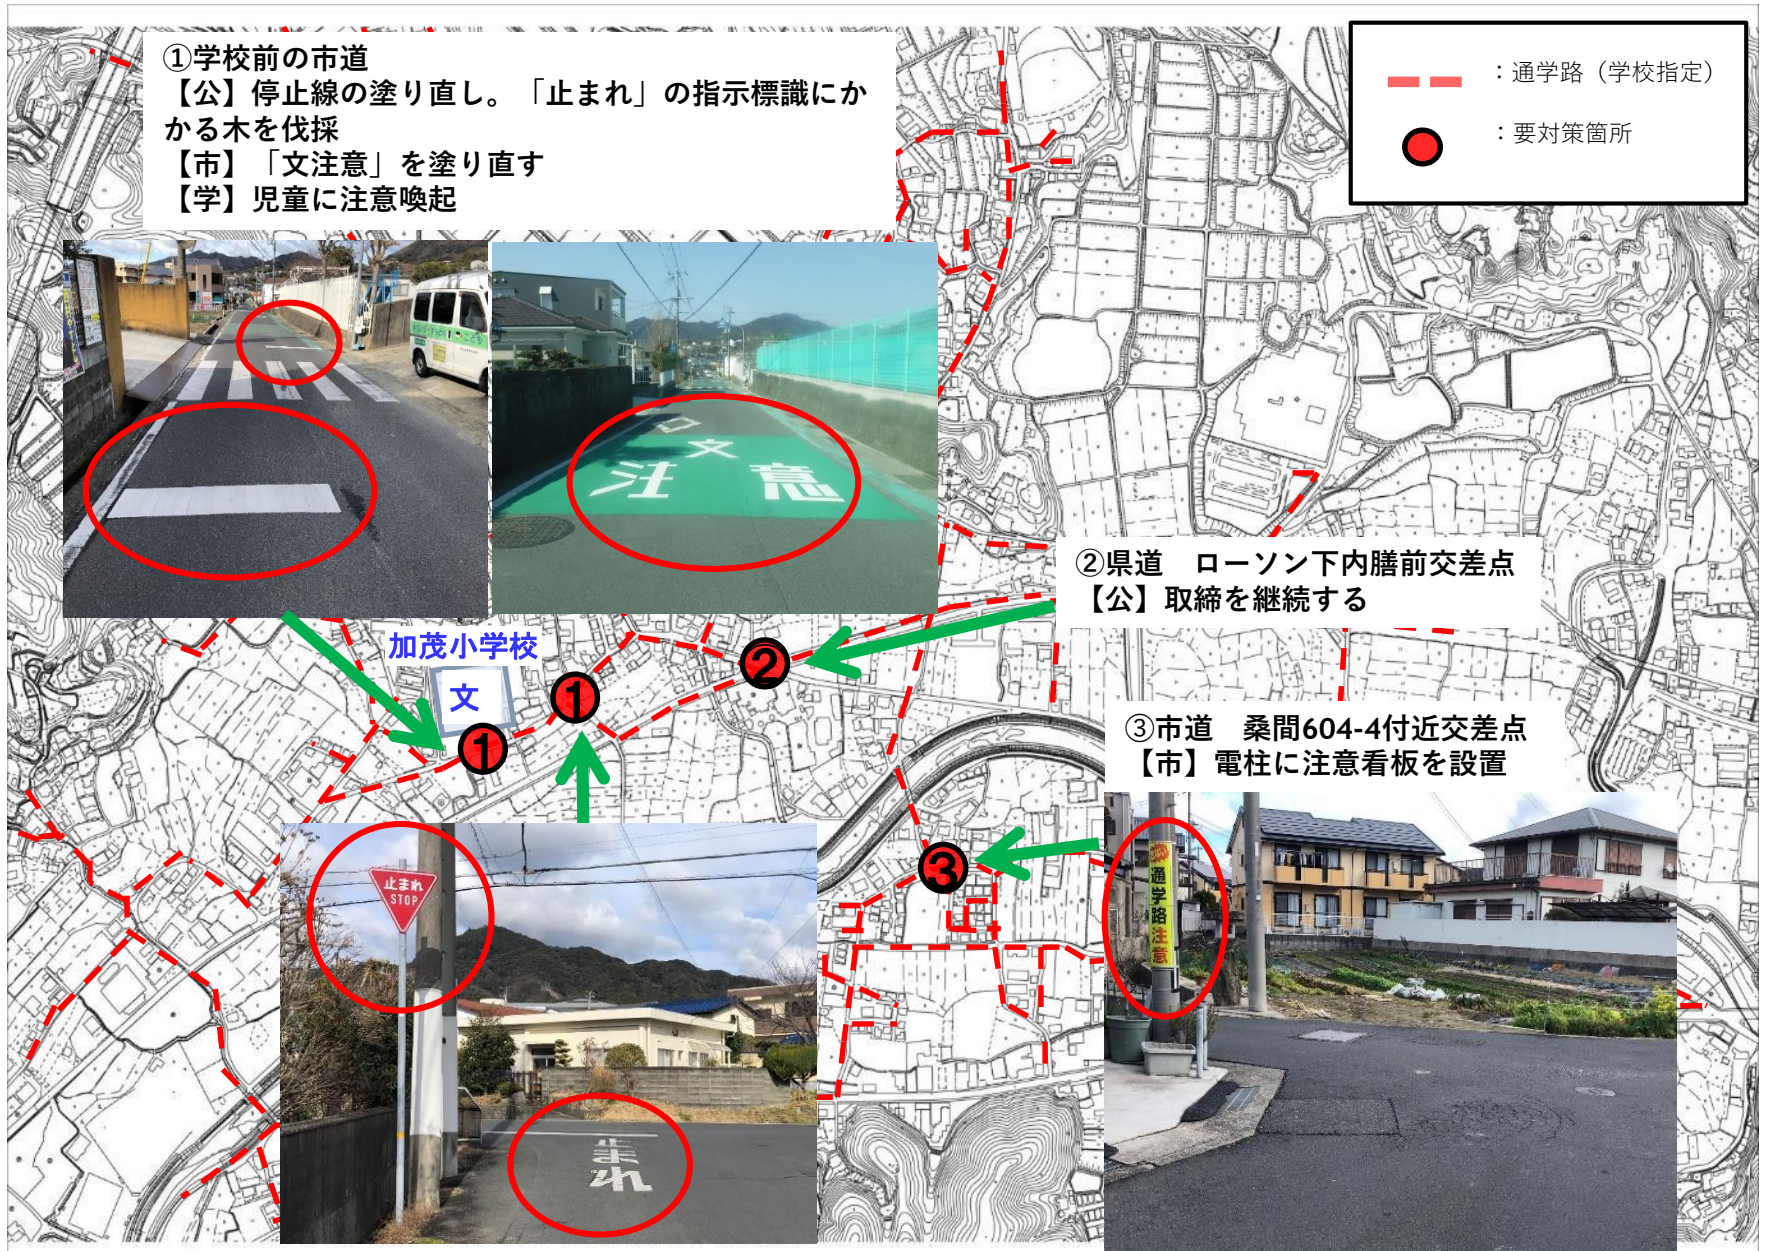 ①学校前の市道
【公】停止線の塗り直し。「止まれ」の指示標識にか
かる木を伐採
【市】「文注意」を塗り直す
【学】児童に注意喚起
：通学路（学校指定）
：要対策箇所
文
注意
②県道　ローソン下内膳前交差点
【公】取締を継続する
加茂小学校
文
①
①
②
③市道　桑間604-4付近交差点
【市】電柱に注意看板を設置
③
止まれ
STOP
止まれ
通学路注意